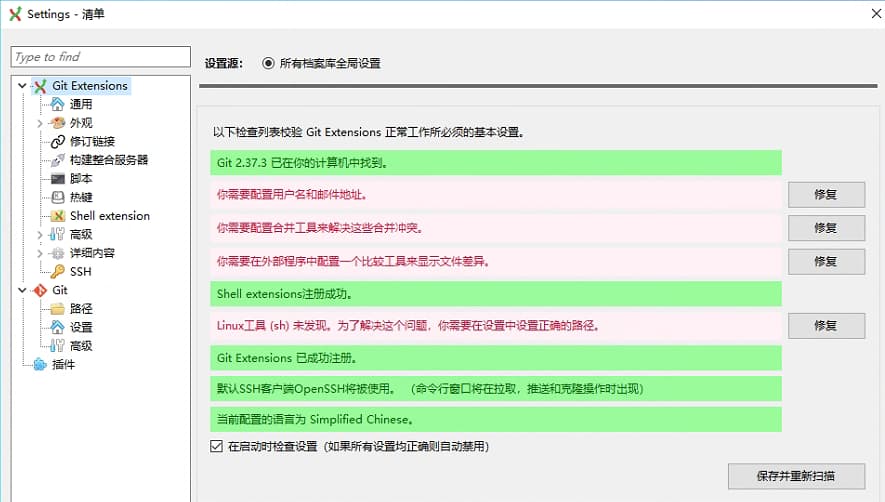 Settings - 清单
Type to find
Git Extensions
通用
外观
修订链接
构建整合服务器
脚本
热键
Shell extension
高级
详细内容
SSH
Git
路径
设置
高级
插件
设置源： 所有档案库全局设置
以下检查列表校验 Git Extensions 正常工作所必须的基本设置。
Git 2.37.3 已在你的计算机中找到。
你需要配置用户名和邮件地址。 修复
你需要配置合并工具来解决这些合并冲突。 修复
你需要在外部程序中配置一个比较工具来显示文件差异。 修复
Shell extensions注册成功。
Linux工具 (sh) 未发现。为了解决这个问题，你需要在设置中设置正确的路径。 修复
Git Extensions 已成功注册。
默认SSH客户端OpenSSH将被使用。 （命令行窗口将在拉取，推送和克隆操作时出现）
当前配置的语言为 Simplified Chinese。
在启动时检查设置（如果所有设置均正确则自动禁用）
保存并重新扫描